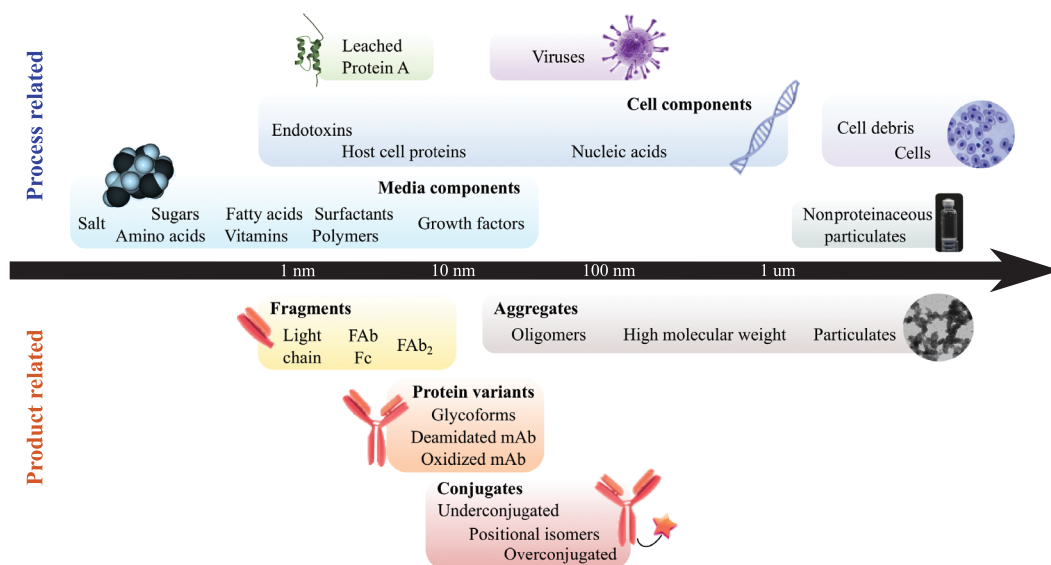 Process related
Leached
Protein A
Viruses
Cell components
Endotoxins
Host cell proteins
Nucleic acids
Cell debris
Cells
Media components
Salt
Sugars
Amino acids
Fatty acids
Vitamins
Surfactants
Polymers
Growth factors
Nonproteinaceous
particulates
1 nm
10 nm
100 nm
1 um
Product related
Fragments
Light
chain
FAb
Fc
FAb₂
Aggregates
Oligomers
High molecular weight
Particulates
Protein variants
Glycoforms
Deamidated mAb
Oxidized mAb
Conjugates
Underconjugated
Positional isomers
Overconjugated